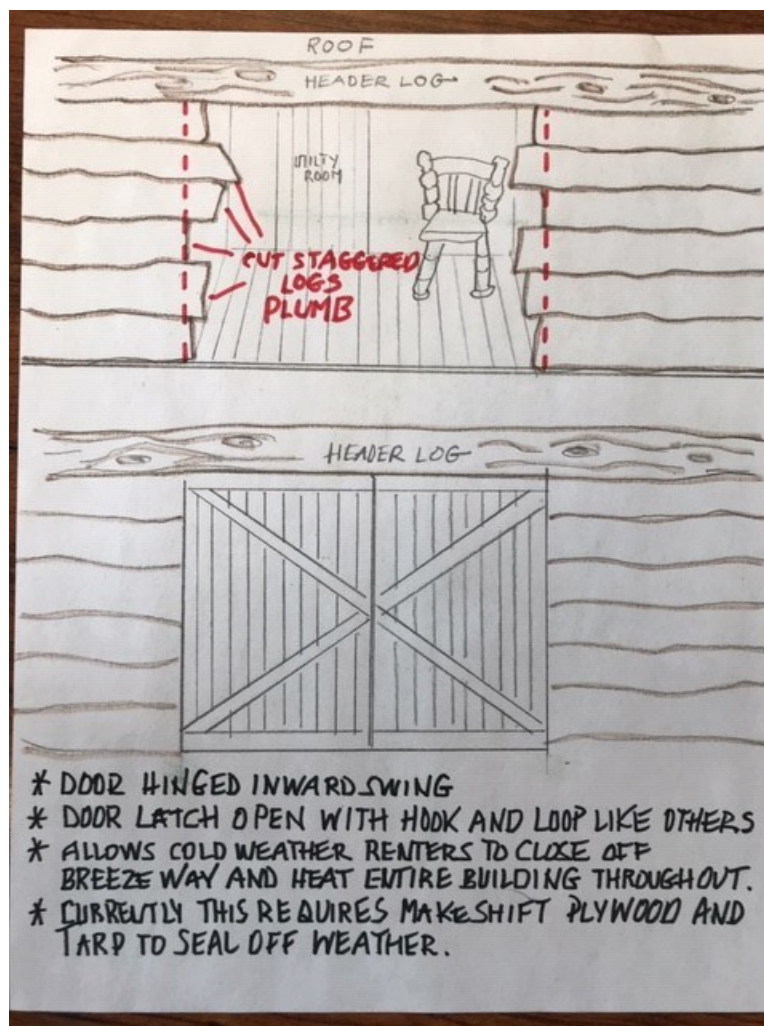 ROOF
HEADER LOG
UTILTY
ROOM
CUT STAGGERED
LOGS
PLUMB
HEADER LOG
* DOOR HINGED INWARD SWING
* DOOR LATCH OPEN WITH HOOK AND LOOP LIKE OTHERS
* ALLOWS COLD WEATHER RENTERS TO CLOSE OFF
BREEZE WAY AND HEAT ENTIRE BUILDING THROUGHOUT.
* CURRENTLY THIS REQUIRES MAKESHIFT PLYWOOD AND
TARP TO SEAL OFF WEATHER.